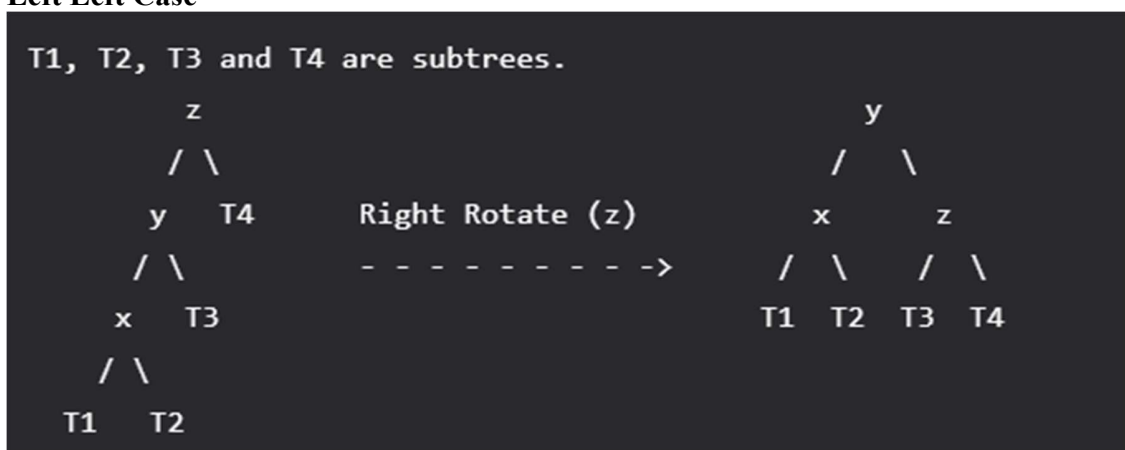 Left Left Case
T1, T2, T3 and T4 are subtrees.
z y
/ \ / \
y T4 Right Rotate (z) x z
/ \ - - - - - - - - -> / \ / \
x T3 T1 T2 T3 T4
/ \
T1 T2